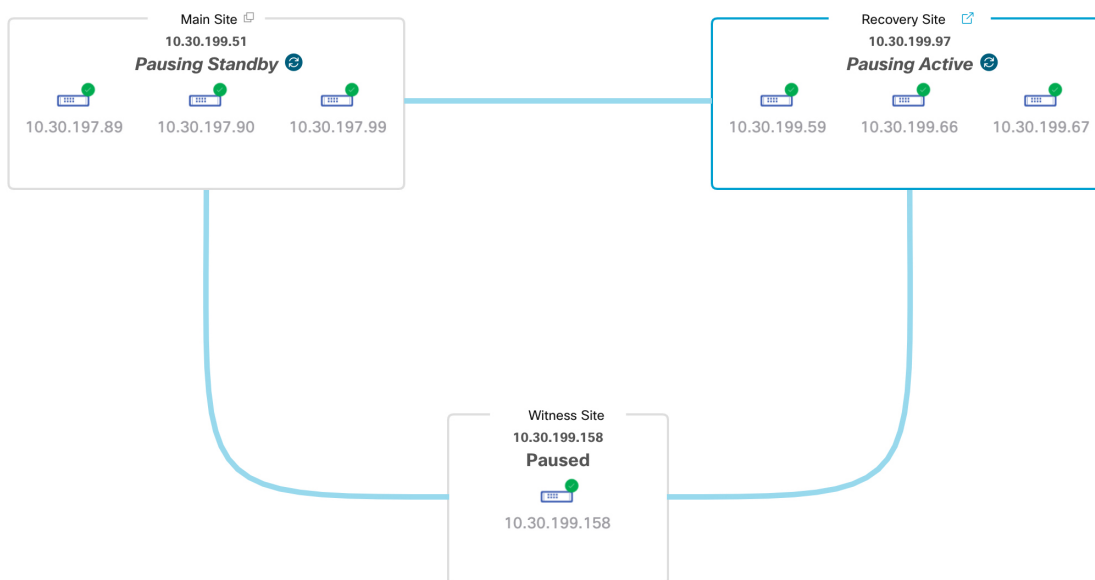 Main Site
10.30.199.51
Pausing Standby
10.30.197.89 10.30.197.90 10.30.197.99
Recovery Site
10.30.199.97
Pausing Active
10.30.199.59 10.30.199.66 10.30.199.67
Witness Site
10.30.199.158
Paused
10.30.199.158